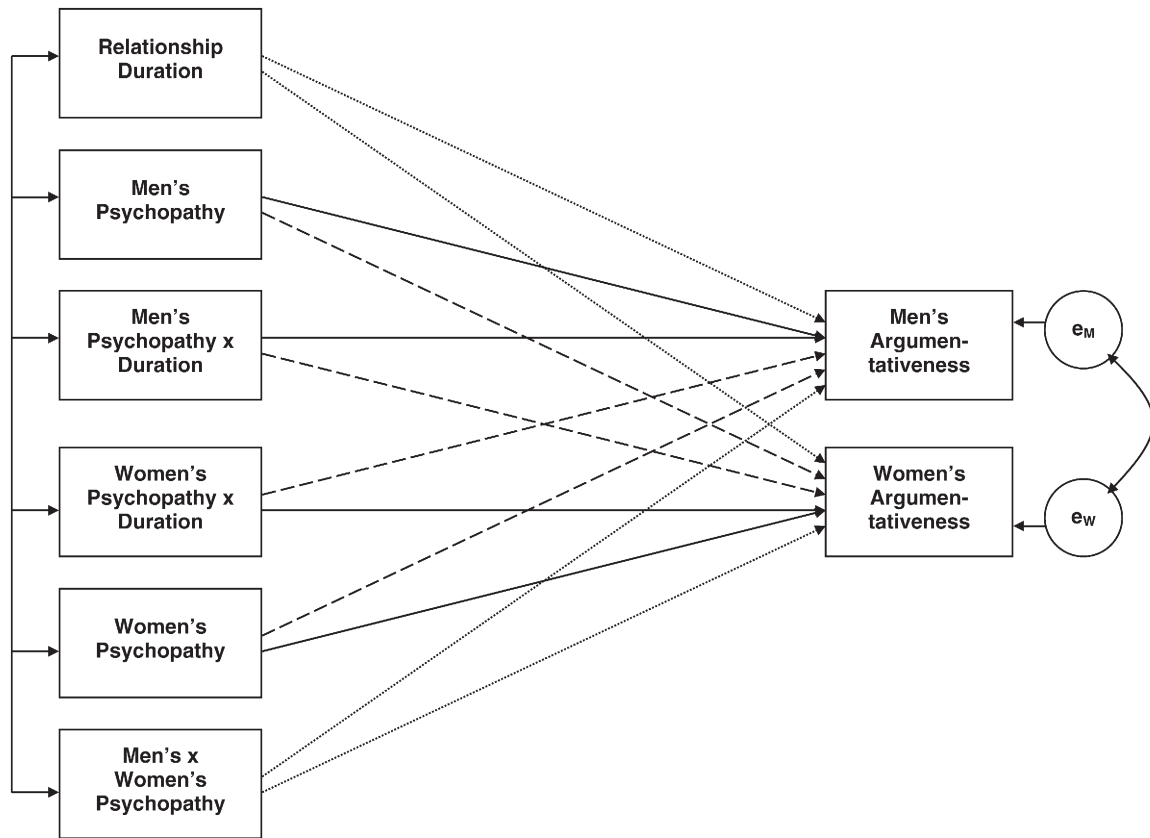 Relationship
Duration
Men's
Psychopathy
Men's
Psychopathy x
Duration
Women's
Psychopathy x
Duration
Women's
Psychopathy
Men's x
Women's
Psychopathy
Men's
Argumen-
tativeness
Women's
Argumen-
tativeness
eM
eW